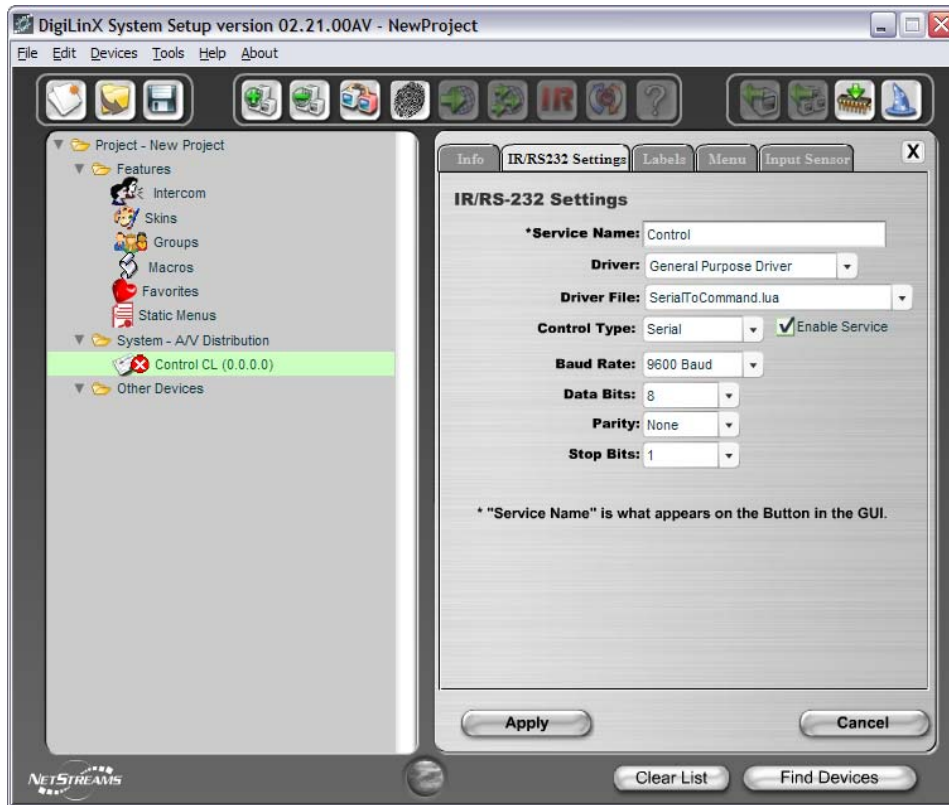 DigiLinX System Setup version 02.21.00AV - NewProject
File Edit Devices Tools Help About
IR
?
Project - New Project
Features
Intercom
Skins
Groups
Macros
Favorites
Static Menus
System - A/V Distribution
Control CL (0.0.0.0)
Other Devices
Info IR/RS232 Settings Labels Menu Input Sensor X
IR/RS-232 Settings
*Service Name: Control
Driver: General Purpose Driver
Driver File: SerialToCommand.lua
Control Type: Serial Enable Service
Baud Rate: 9600 Baud
Data Bits: 8
Parity: None
Stop Bits: 1
* "Service Name" is what appears on the Button in the GUI.
Apply Cancel
NETSTREAMS Clear List Find Devices